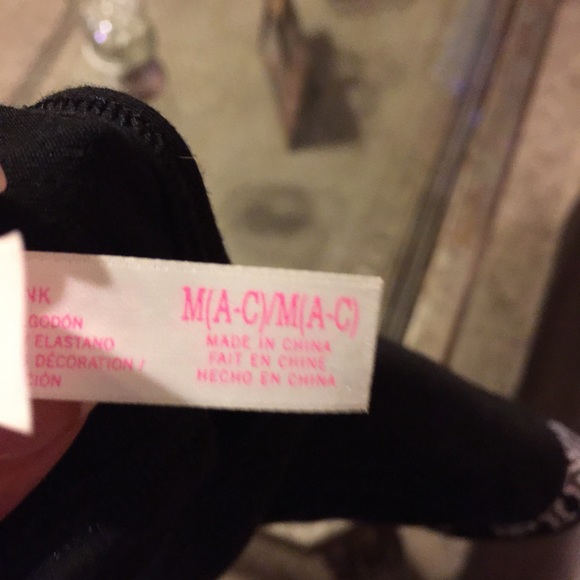 NK
GODÓN
ELASTANO
DÉCORATION /
CIÓN
M(A-C)/M(A-C)
MADE IN CHINA
FAIT EN CHINE
HECHO EN CHINA